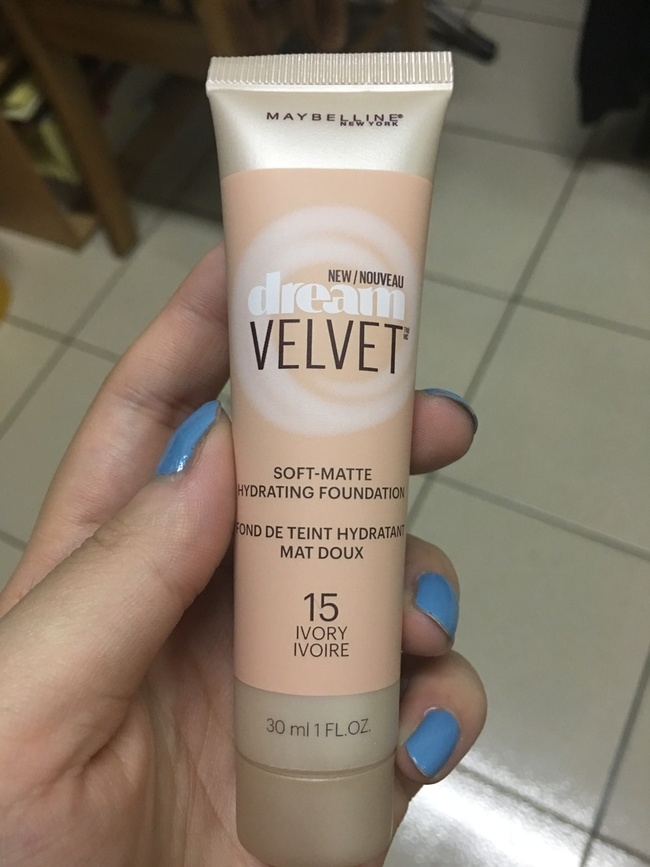 MAYBELLINE®
NEW YORK
NEW / NOUVEAU
dream
VELVET
SOFT-MATTE
HYDRATING FOUNDATION
FOND DE TEINT HYDRATANT
MAT DOUX
15
IVORY
IVOIRE
30 ml 1 FL.OZ.